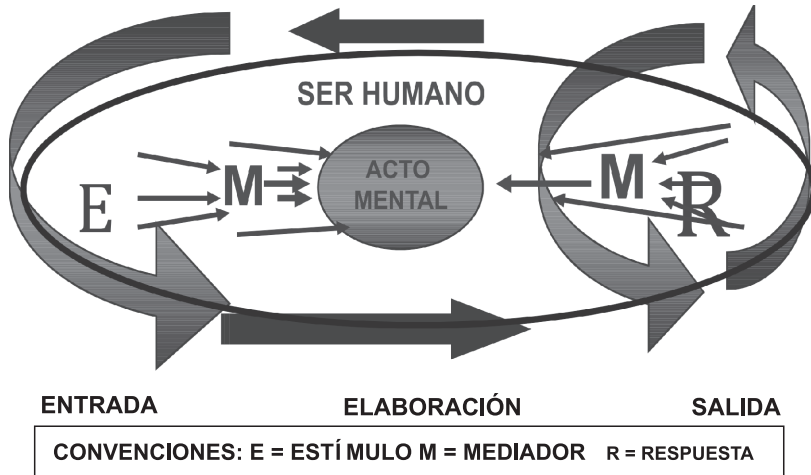 SER HUMANO
E
M
ACTO
MENTAL
M
R
ENTRADA
ELABORACIÓN
SALIDA
CONVENCIONES: E = ESTÍ MULO M = MEDIADOR R = RESPUESTA